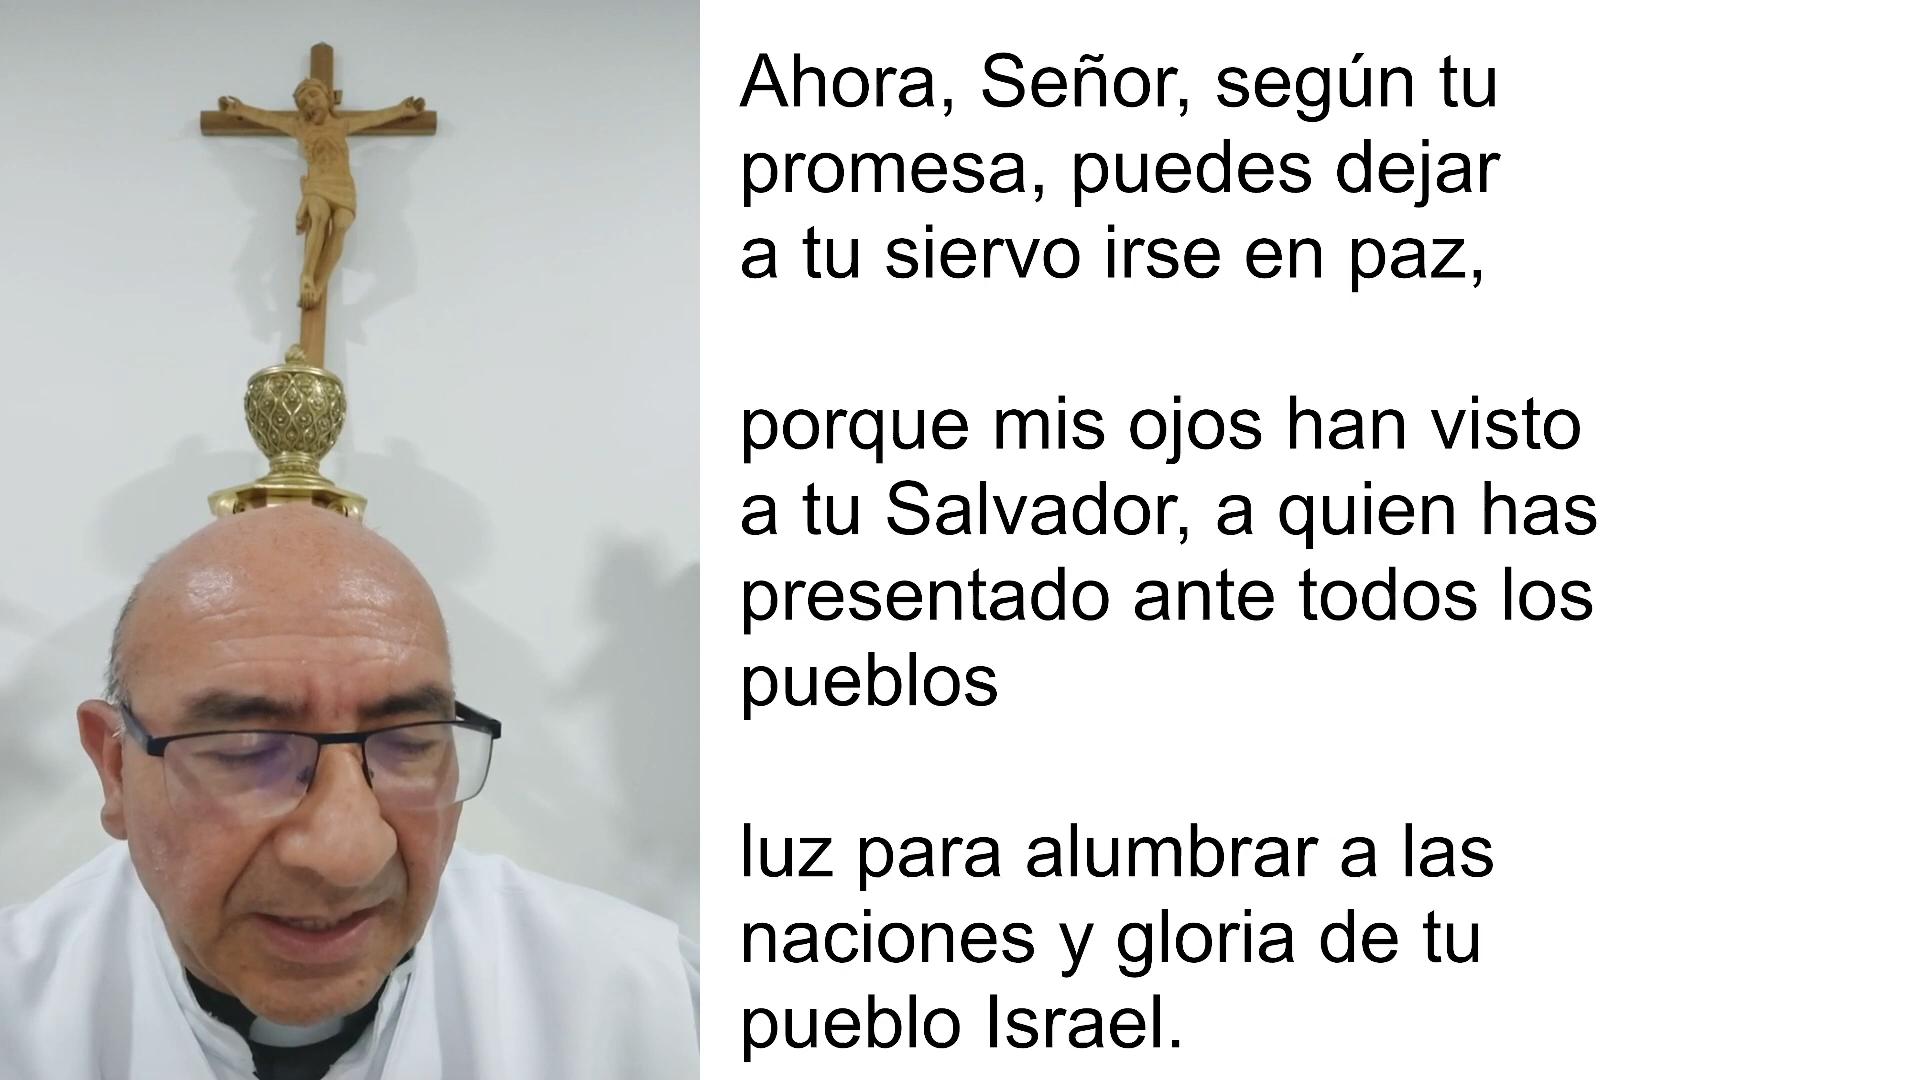 Ahora, Señor, según tu
promesa, puedes dejar
a tu siervo irse en paz,
porque mis ojos han visto
a tu Salvador, a quien has
presentado ante todos los
pueblos
luz para alumbrar a las
naciones y gloria de tu
pueblo Israel.